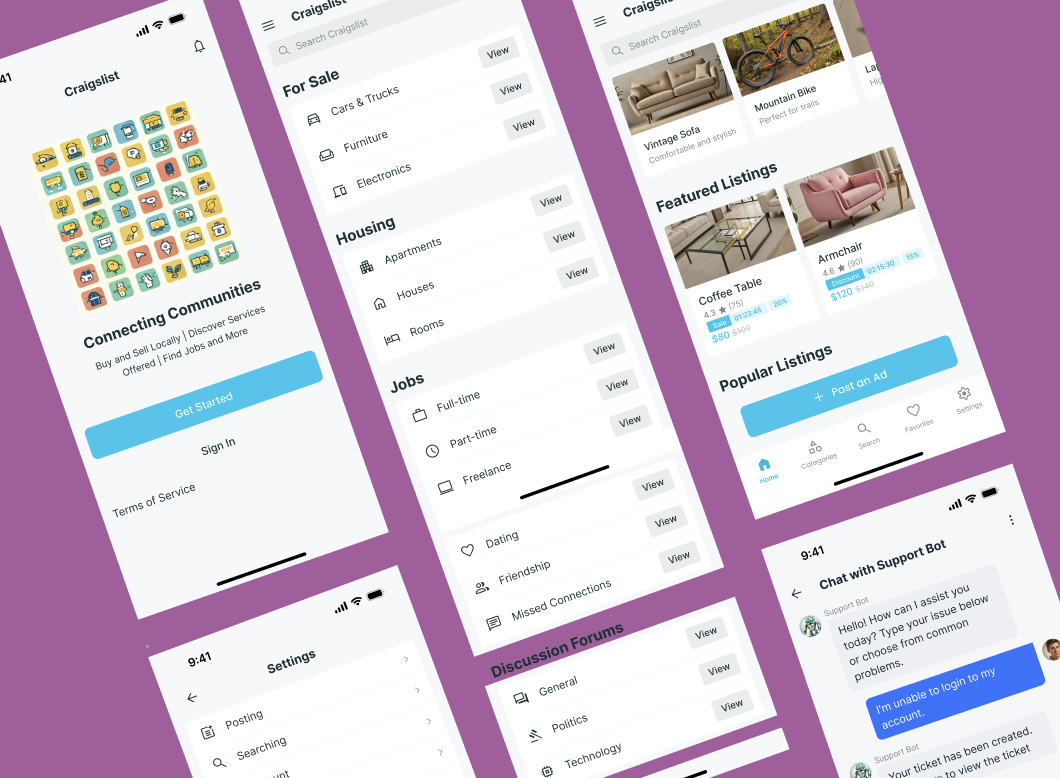 41
Craigslist
Connecting Communities
Buy and Sell Locally | Discover Services
Offered | Find Jobs and More
Get Started
Sign In
Terms of Service
Craigslist
Search Craigslist
For Sale
View
Cars & Trucks
View
Furniture
View
Electronics
Housing
View
Apartments
View
Houses
View
Rooms
Jobs
View
Full-time
View
Part-time
View
Freelance
View
Dating
View
Friendship
View
Missed Connections
Discussion Forums
View
General
View
Politics
View
Technology
Search Craigslist
Vintage Sofa
Comfortable and stylish
Mountain Bike
Perfect for trails
Featured Listings
Coffee Table
4.3 ★ (75)
Sale 01:23:45 20%
$80 $100
Armchair
4.6 ★ (90)
Discount 02:15:30 15%
$120 $140
Popular Listings
+ Post an Ad
Home
Categories
Search
Favorites
Settings
9:41
Settings
Posting
Searching
9:41
Chat with Support Bot
Support Bot
Hello! How can I assist you
today? Type your issue below
or choose from common
problems.
I'm unable to login to my
account.
Support Bot
Your ticket has been created.
to view the ticket